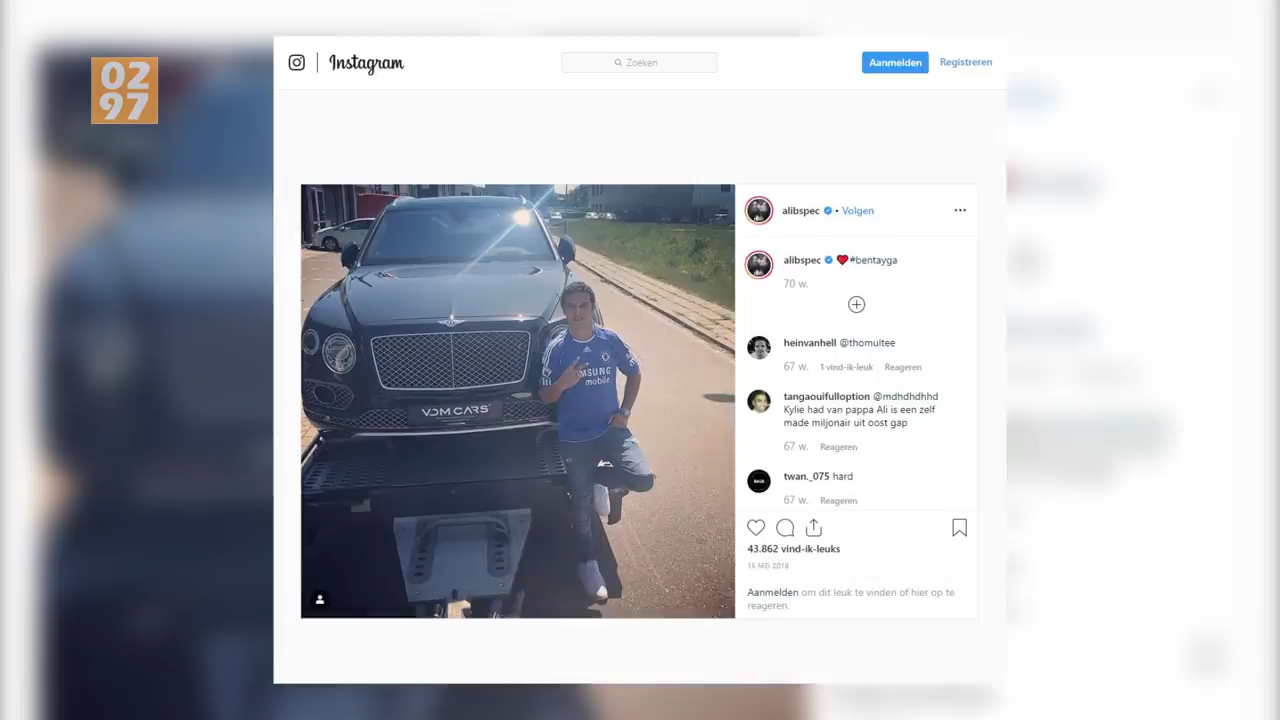 02
97
Instagram
Zoeken
Aanmelden
Registreren
alibspec • Volgen
alibspec ❤️#bentayga
70 w.
heinvanhell @thomultee
67 w. 1 vind-ik-leuk Reageren
tangaouifulloption @mdhdhdhhd
Kylie had van pappa Ali is een zelf
made miljonair uit oost gap
67 w. Reageren
twan._075 hard
67 w. Reageren
43.862 vind-ik-leuks
15 MEI 2018
Aanmelden om dit leuk te vinden of hier op te
reageren.
VDM CARS
SAMSUNG
mobile